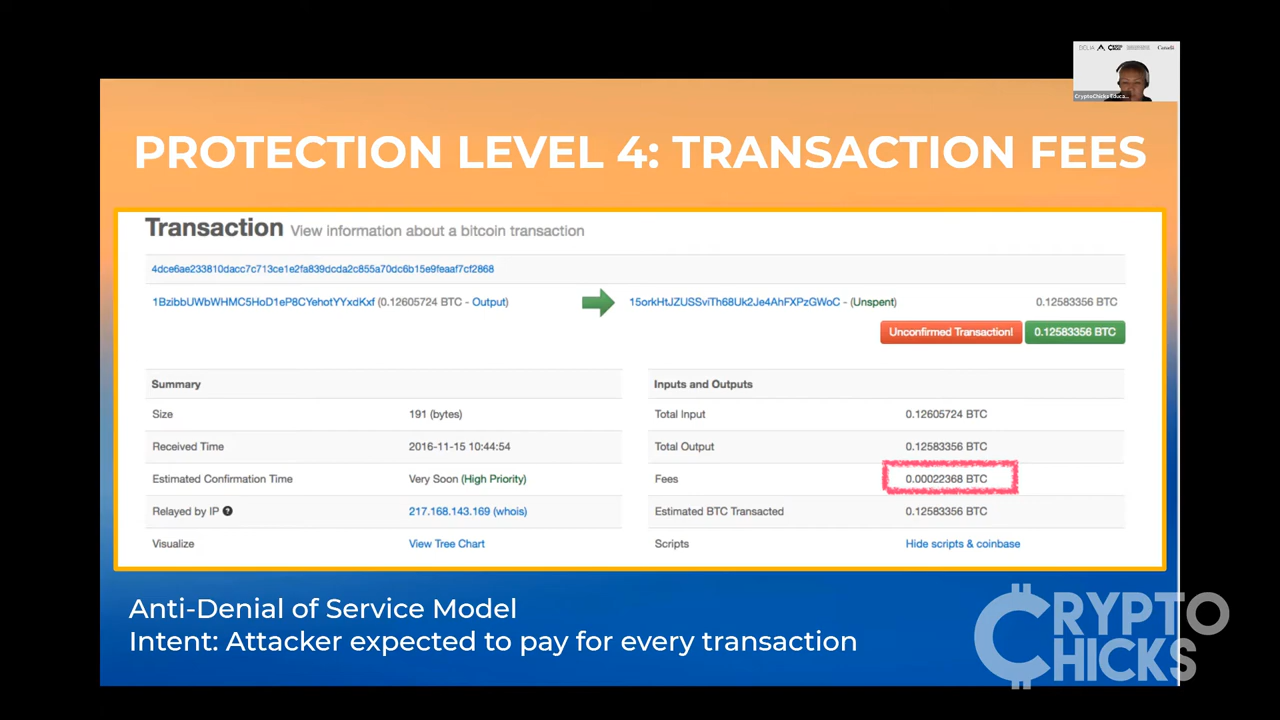 DELIA
Canada
CryptoChicks Educa...
PROTECTION LEVEL 4: TRANSACTION FEES
Transaction View information about a bitcoin transaction
4dce6ae233810dacc7c713ce1e2fa839dcda2c855a70dc6b15e9feaaf7cf2868
1BzibbUWbWHMC5HoD1eP8CYehotYYxdKxf (0.12605724 BTC - Output) 15orkHtJZUSSviTh68Uk2Je4AhFXPzGWoC - (Unspent) 0.12583356 BTC
Unconfirmed Transaction! 0.12583356 BTC
Summary
Size 191 (bytes)
Received Time 2016-11-15 10:44:54
Estimated Confirmation Time Very Soon (High Priority)
Relayed by IP ? 217.168.143.169 (whois)
Visualize View Tree Chart
Inputs and Outputs
Total Input 0.12605724 BTC
Total Output 0.12583356 BTC
Fees 0.00022368 BTC
Estimated BTC Transacted 0.12583356 BTC
Scripts Hide scripts & coinbase
Anti-Denial of Service Model
Intent: Attacker expected to pay for every transaction
CRYPTO
CHICKS